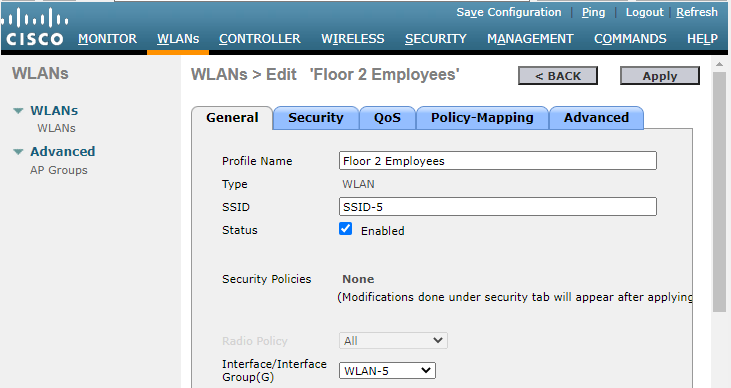 Save Configuration | Ping | Logout | Refresh
CISCO MONITOR WLANs CONTROLLER WIRELESS SECURITY MANAGEMENT COMMANDS HELP
WLANs
WLANs > Edit 'Floor 2 Employees'
< BACK
Apply
WLANs
WLANs
Advanced
AP Groups
General Security QoS Policy-Mapping Advanced
Profile Name Floor 2 Employees
Type WLAN
SSID SSID-5
Status Enabled
Security Policies None
(Modifications done under security tab will appear after applying
Radio Policy All
Interface/Interface
Group(G) WLAN-5